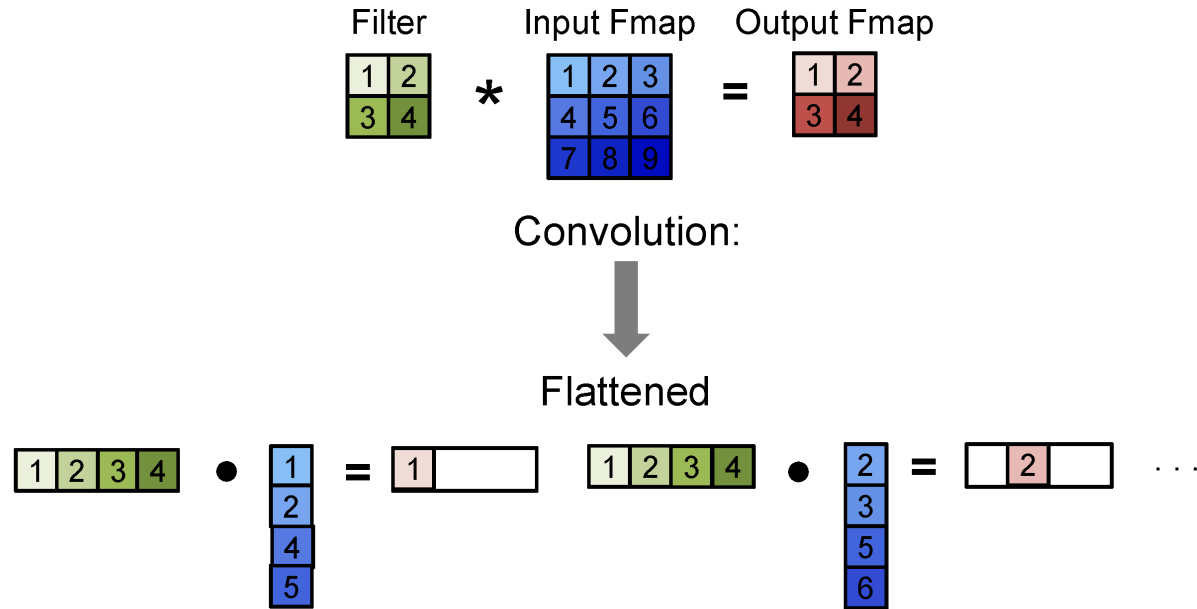 Filter Input Fmap Output Fmap
1 2 * 1 2 3 = 1 2
3 4 4 5 6 3 4
7 8 9
Convolution:
Flattened
1 2 3 4 • 1 = 1 1 2 3 4 • 2 = 2 . . .
2 3
4 5
5 6